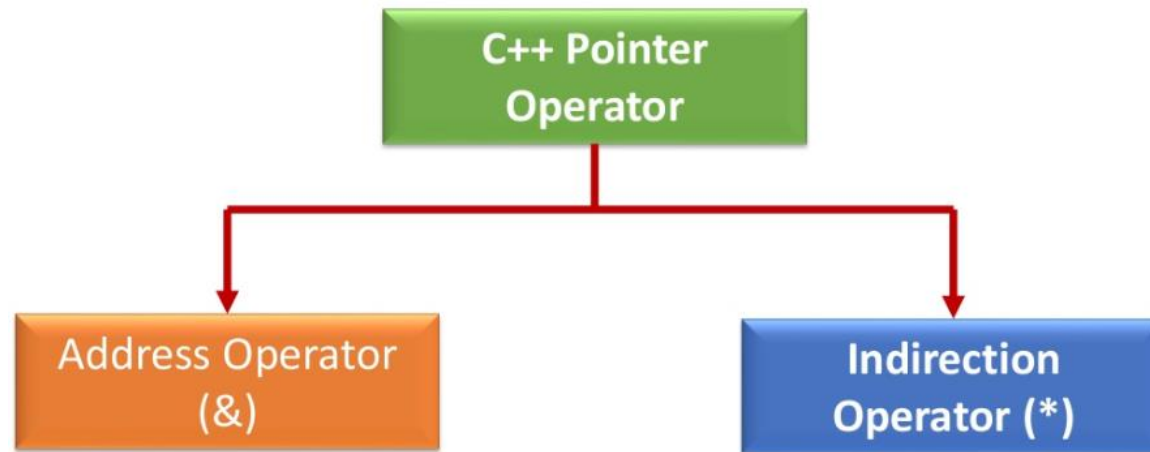 C++ Pointer
Operator
Address Operator
(&)
Indirection
Operator (*)